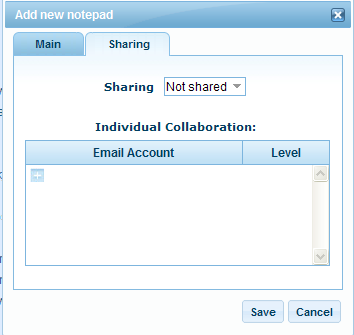 Add new notepad
Main Sharing
Sharing Not shared
Individual Collaboration:
Email Account Level
Save Cancel